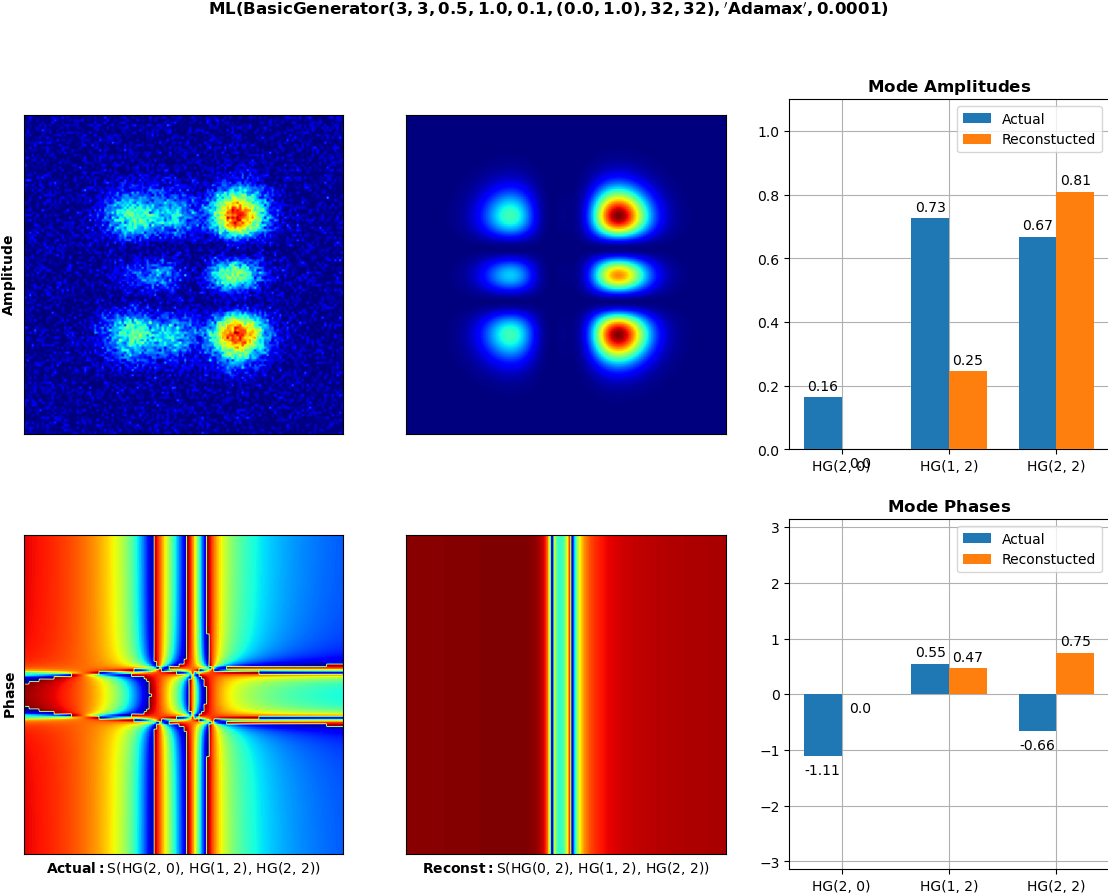 ML(BasicGenerator(3, 3, 0.5, 1.0, 0.1, (0.0, 1.0), 32, 32), ′Adamax′, 0.0001)
Amplitude
Mode Amplitudes
Actual
Reconstucted
1.0
0.8
0.6
0.4
0.2
0.0
0.16
0.0
0.73
0.25
0.67
0.81
HG(2, 0)
HG(1, 2)
HG(2, 2)
Phase
Actual: S(HG(2, 0), HG(1, 2), HG(2, 2))
Reconst: S(HG(0, 2), HG(1, 2), HG(2, 2))
Mode Phases
Actual
Reconstucted
3
2
1
0
−1
−2
−3
-1.11
0.0
0.55
0.47
-0.66
0.75
HG(2, 0)
HG(1, 2)
HG(2, 2)